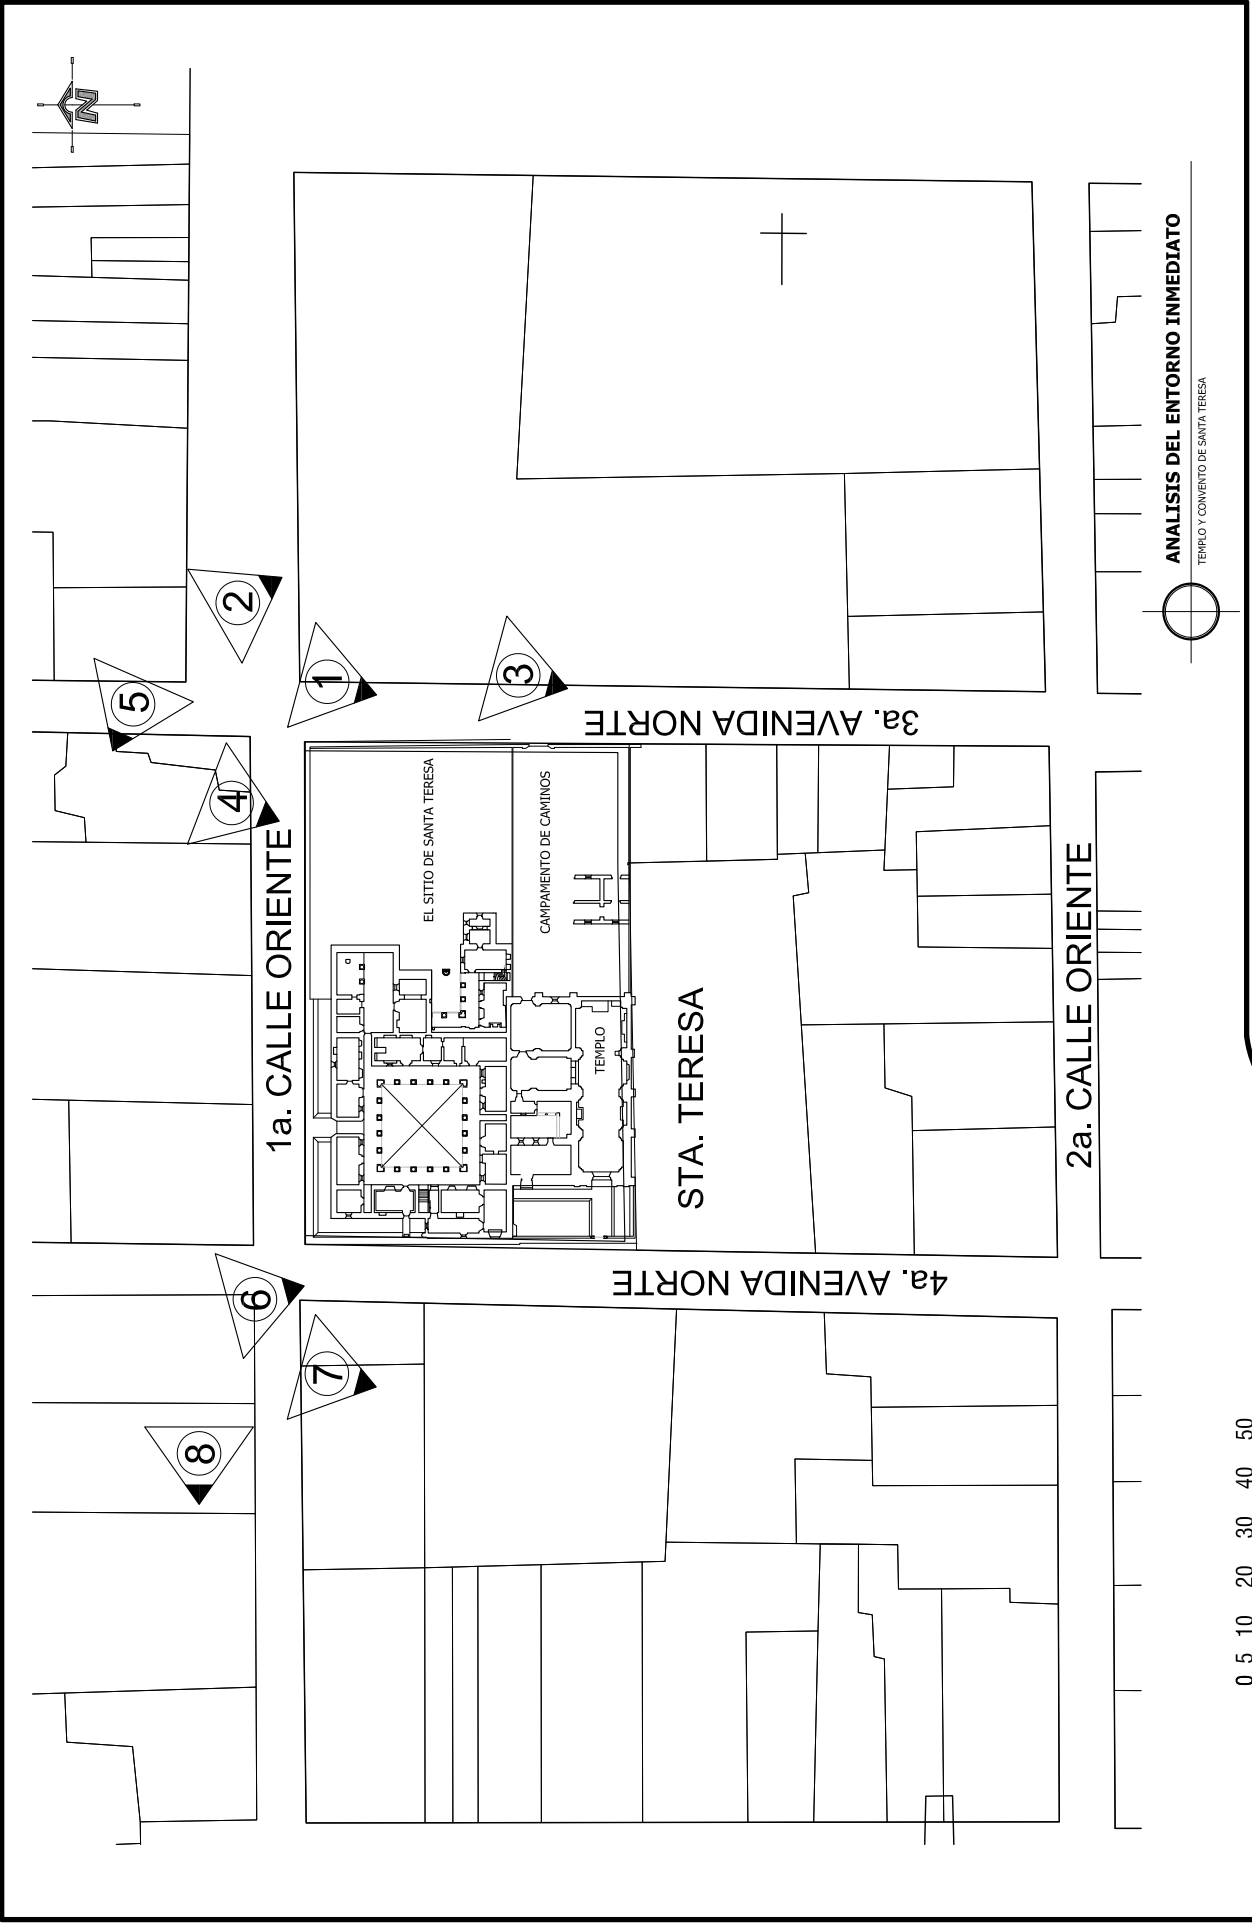 N
5
2
4
1
3
6
7
8
1a. CALLE ORIENTE
3a. AVENIDA NORTE
EL SITIO DE SANTA TERESA
CAMPAMENTO DE CAMINOS
TEMPLO
STA. TERESA
4a. AVENIDA NORTE
2a. CALLE ORIENTE
ANALISIS DEL ENTORNO INMEDIATO
TEMPLO Y CONVENTO DE SANTA TERESA
0 5 10 20 30 40 50